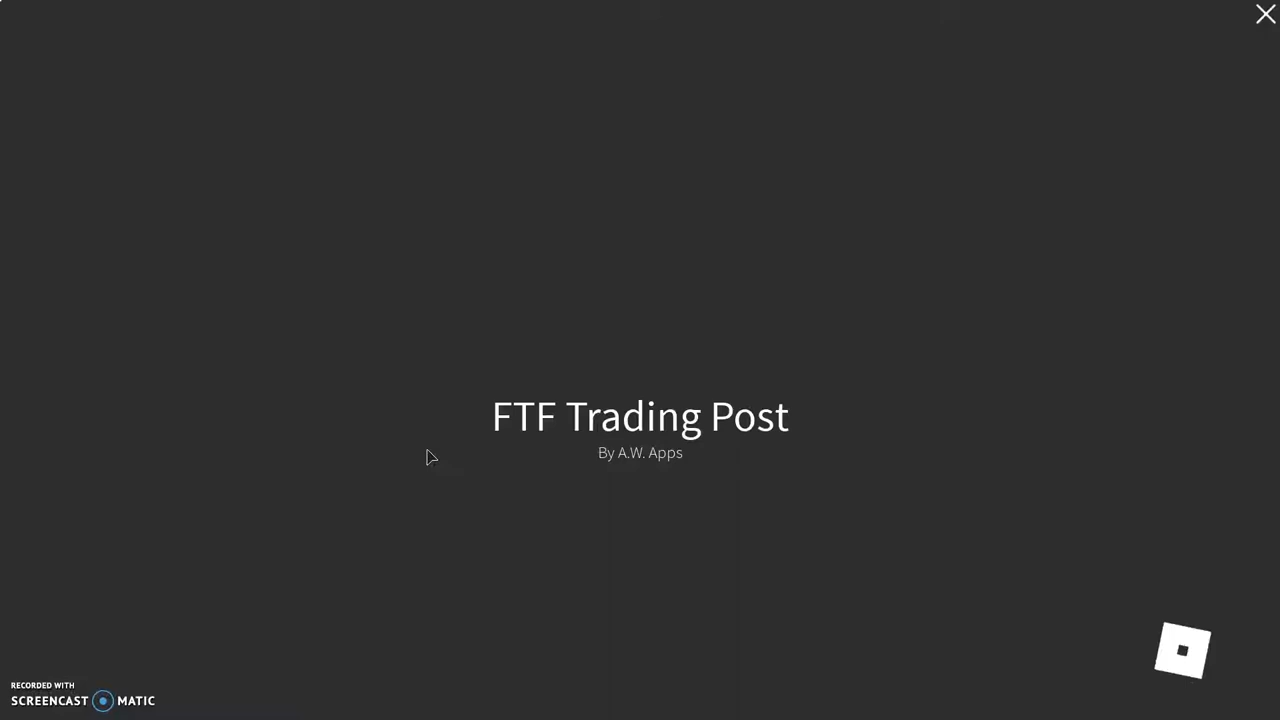 FTF Trading Post
By A.W. Apps
RECORDED WITH
SCREENCAST MATIC